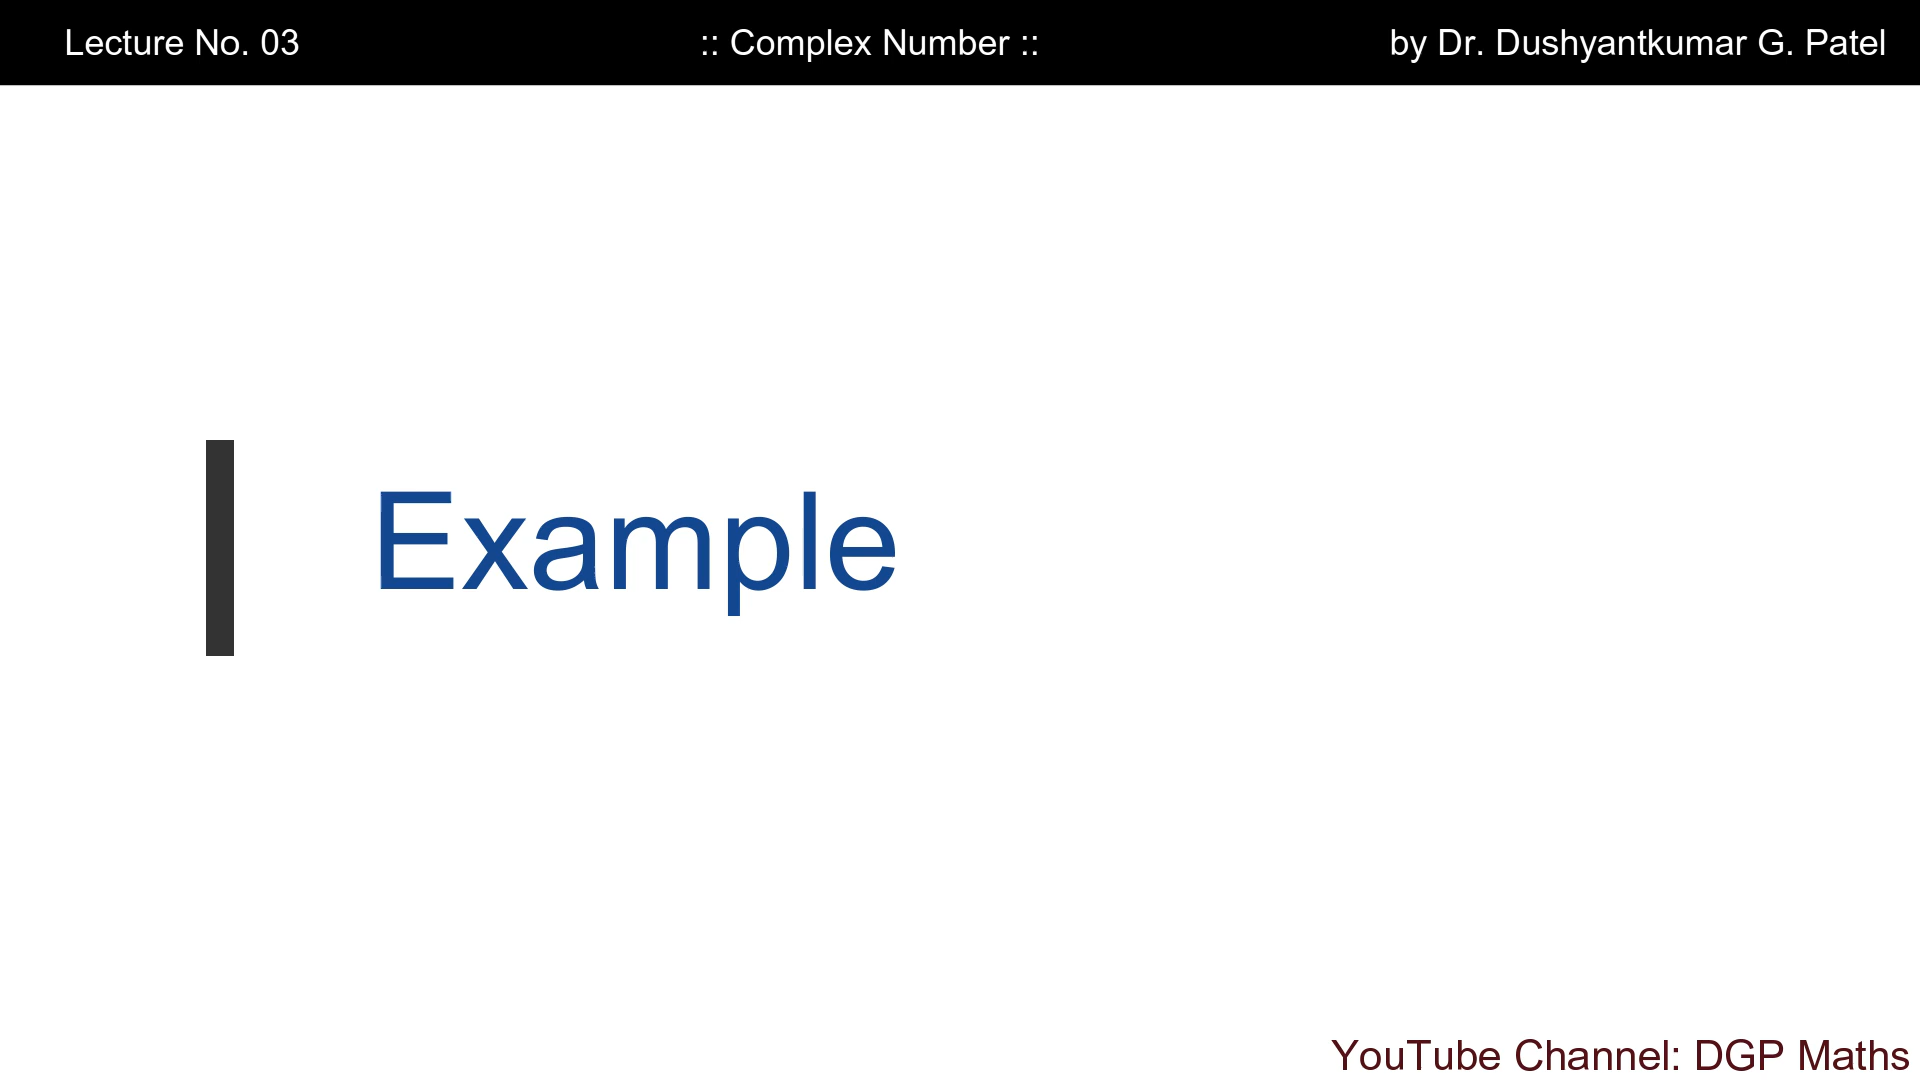 Lecture No. 03 :: Complex Number :: by Dr. Dushyantkumar G. Patel
Example
YouTube Channel: DGP Maths